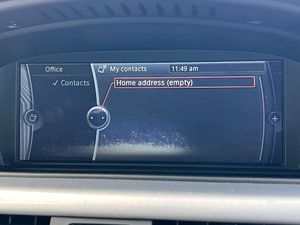 Office My contacts 11:49 am
✓ Contacts Home address (empty)